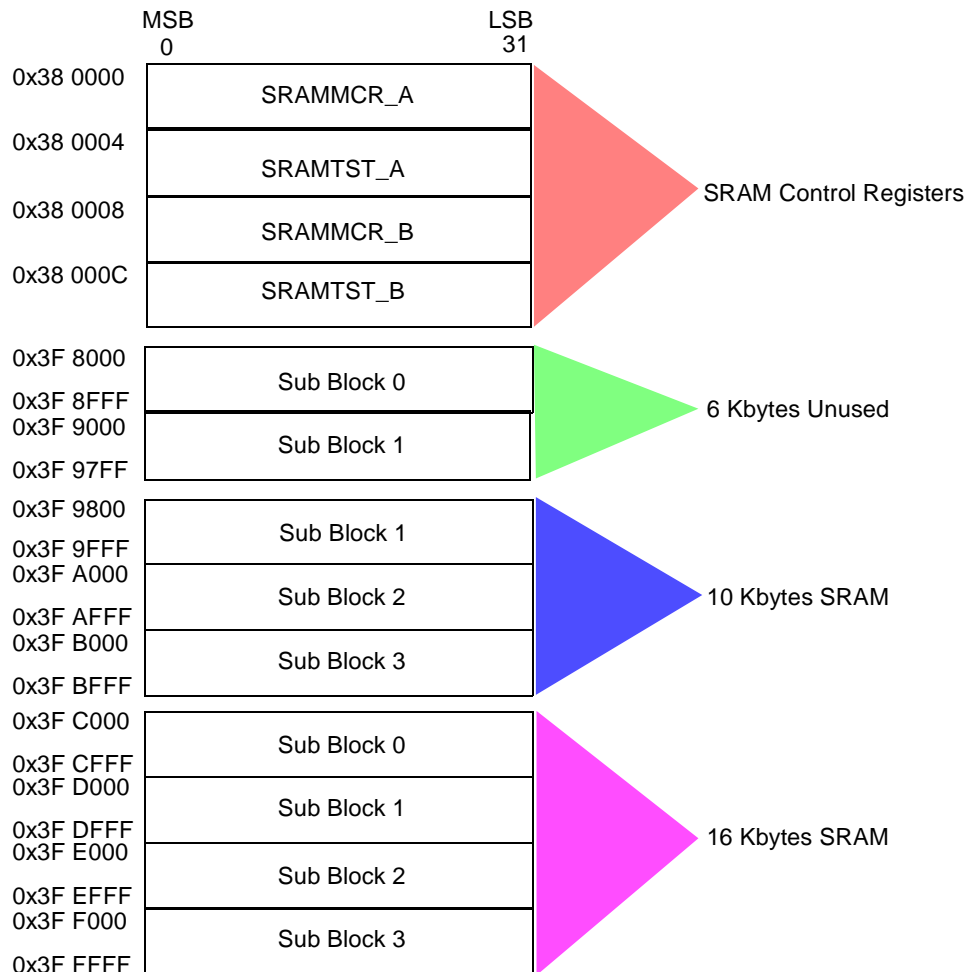 MSB
LSB
0
31
0x38 0000
SRAMMCR_A
0x38 0004
SRAMTST_A
SRAM Control Registers
0x38 0008
SRAMMCR_B
0x38 000C
SRAMTST_B
0x3F 8000
Sub Block 0
0x3F 8FFF
6 Kbytes Unused
0x3F 9000
Sub Block 1
0x3F 97FF
0x3F 9800
Sub Block 1
0x3F 9FFF
0x3F A000
Sub Block 2
10 Kbytes SRAM
0x3F AFFF
0x3F B000
Sub Block 3
0x3F BFFF
0x3F C000
Sub Block 0
0x3F CFFF
0x3F D000
Sub Block 1
0x3F DFFF
16 Kbytes SRAM
0x3F E000
Sub Block 2
0x3F EFFF
0x3F F000
Sub Block 3
0x3F FFFF